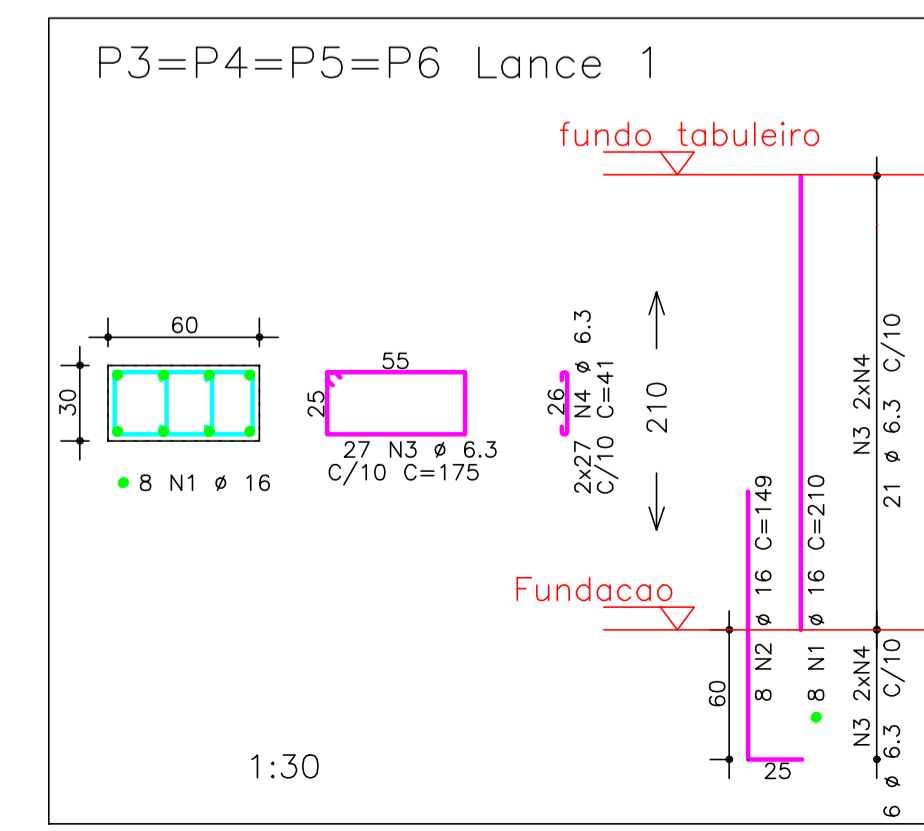 P3=P4=P5=P6 Lance 1
fundo tabuleiro
60
30
8 N1 ø 16
55
25
27 N3 ø 6.3
C/10 C=175
26
2x27 N4 ø 6.3
C/10 C=41
210
Fundacao
8 N2 ø 16 C=149
8 N1 ø 16 C=210
N3 2xN4
21 ø 6.3 C/10
60
25
N3 2xN4
6 ø 6.3 C/10
1:30